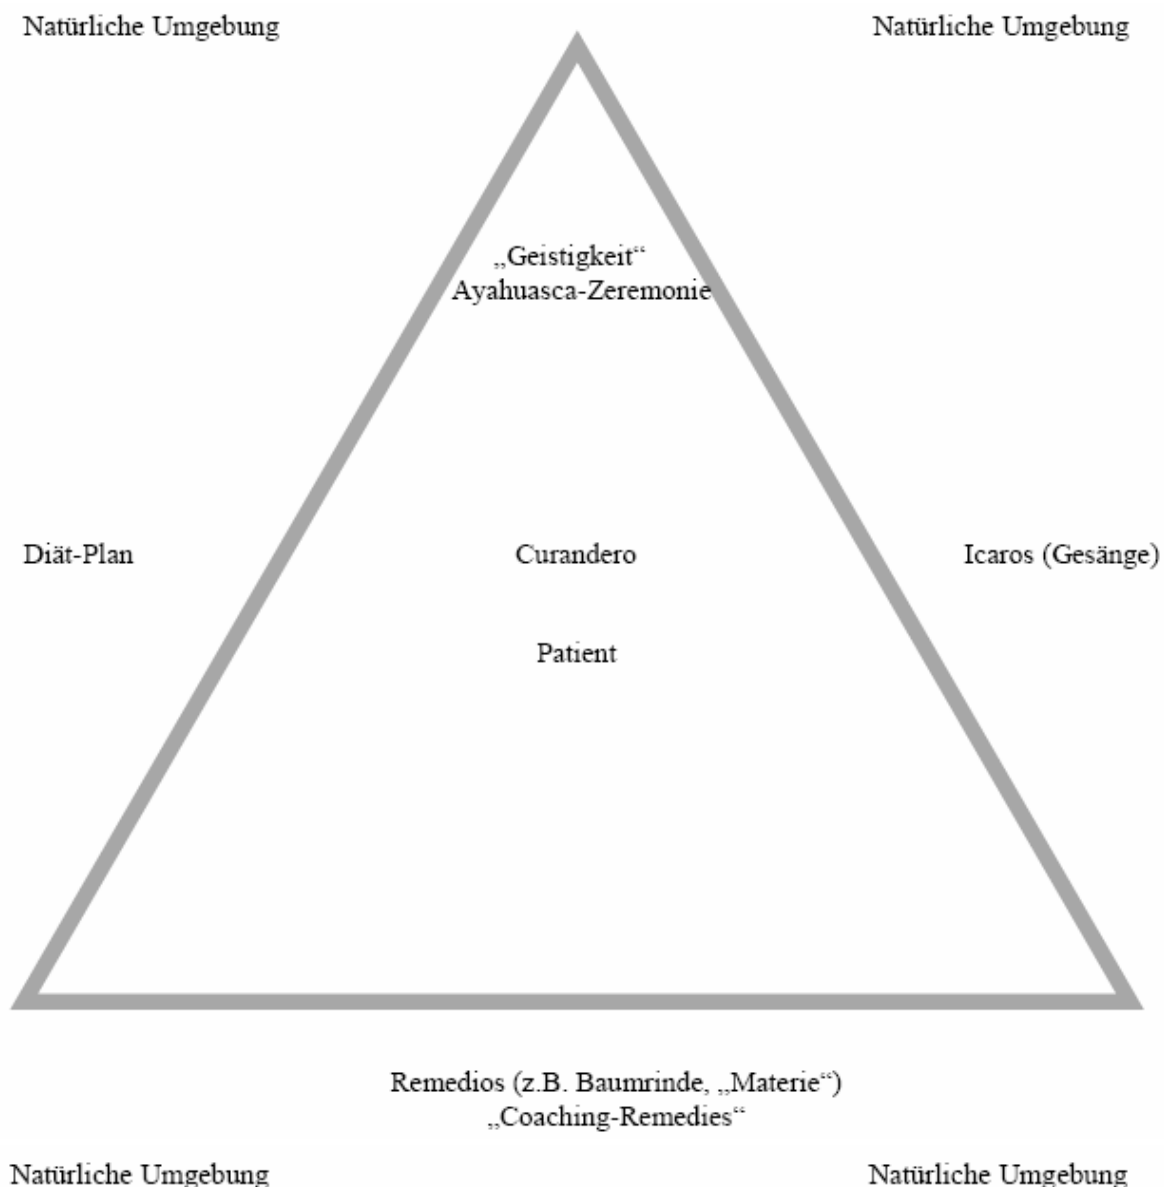 Natürliche Umgebung
Natürliche Umgebung
„Geistigkeit“
Ayahuasca-Zeremonie
Diät-Plan
Curandero
Icaros (Gesänge)
Patient
Remedios (z.B. Baumrinde, „Materie“)
„Coaching-Remedies“
Natürliche Umgebung
Natürliche Umgebung